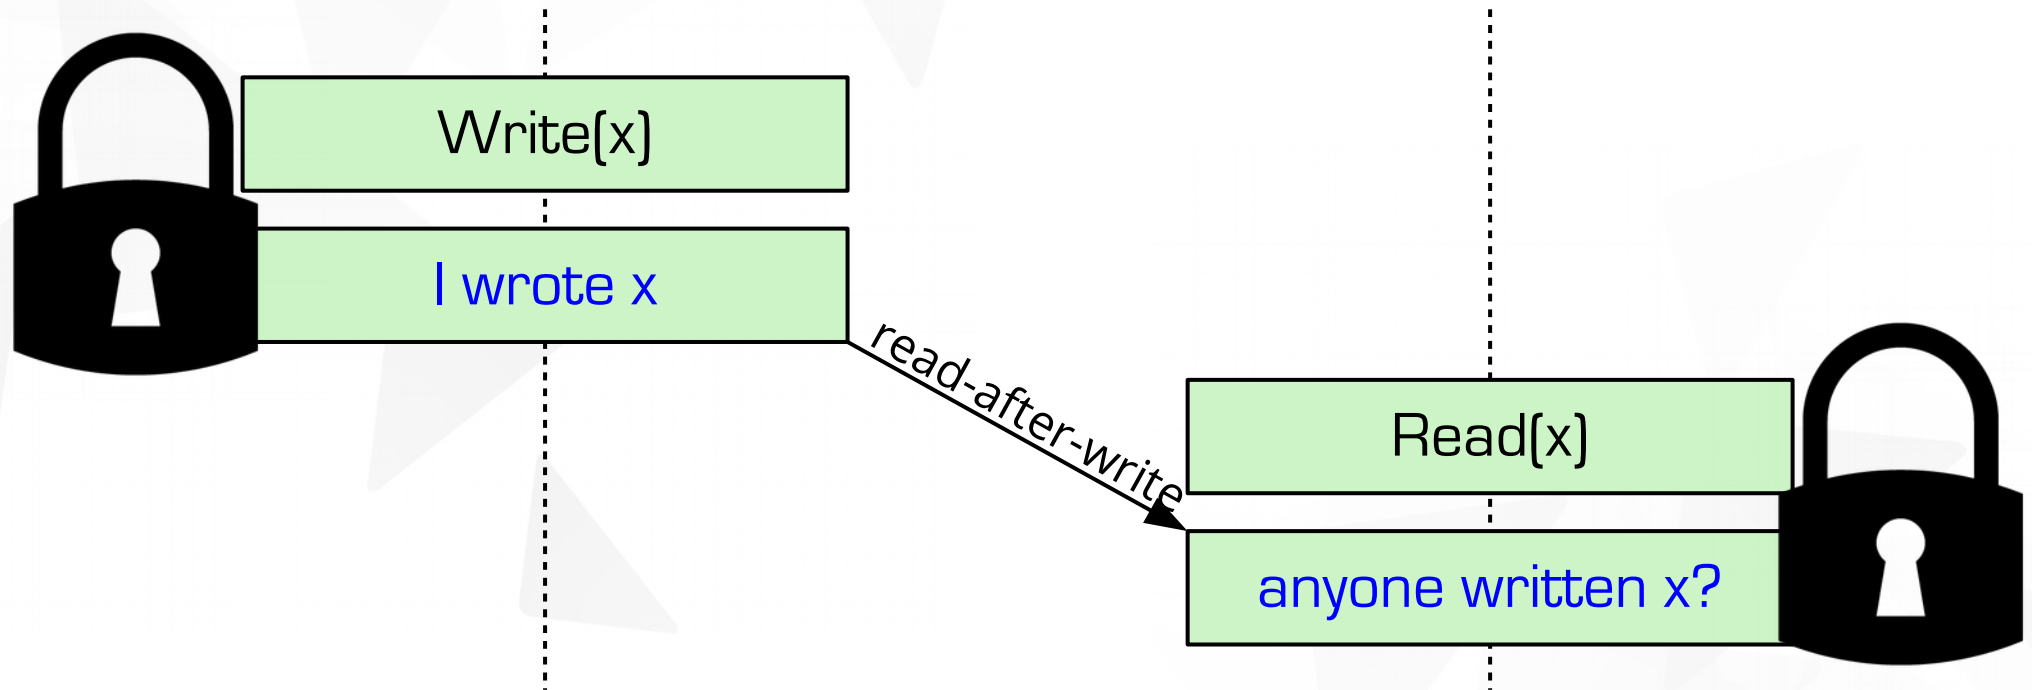 Write(x)
I wrote x
read-after-write
Read(x)
anyone written x?